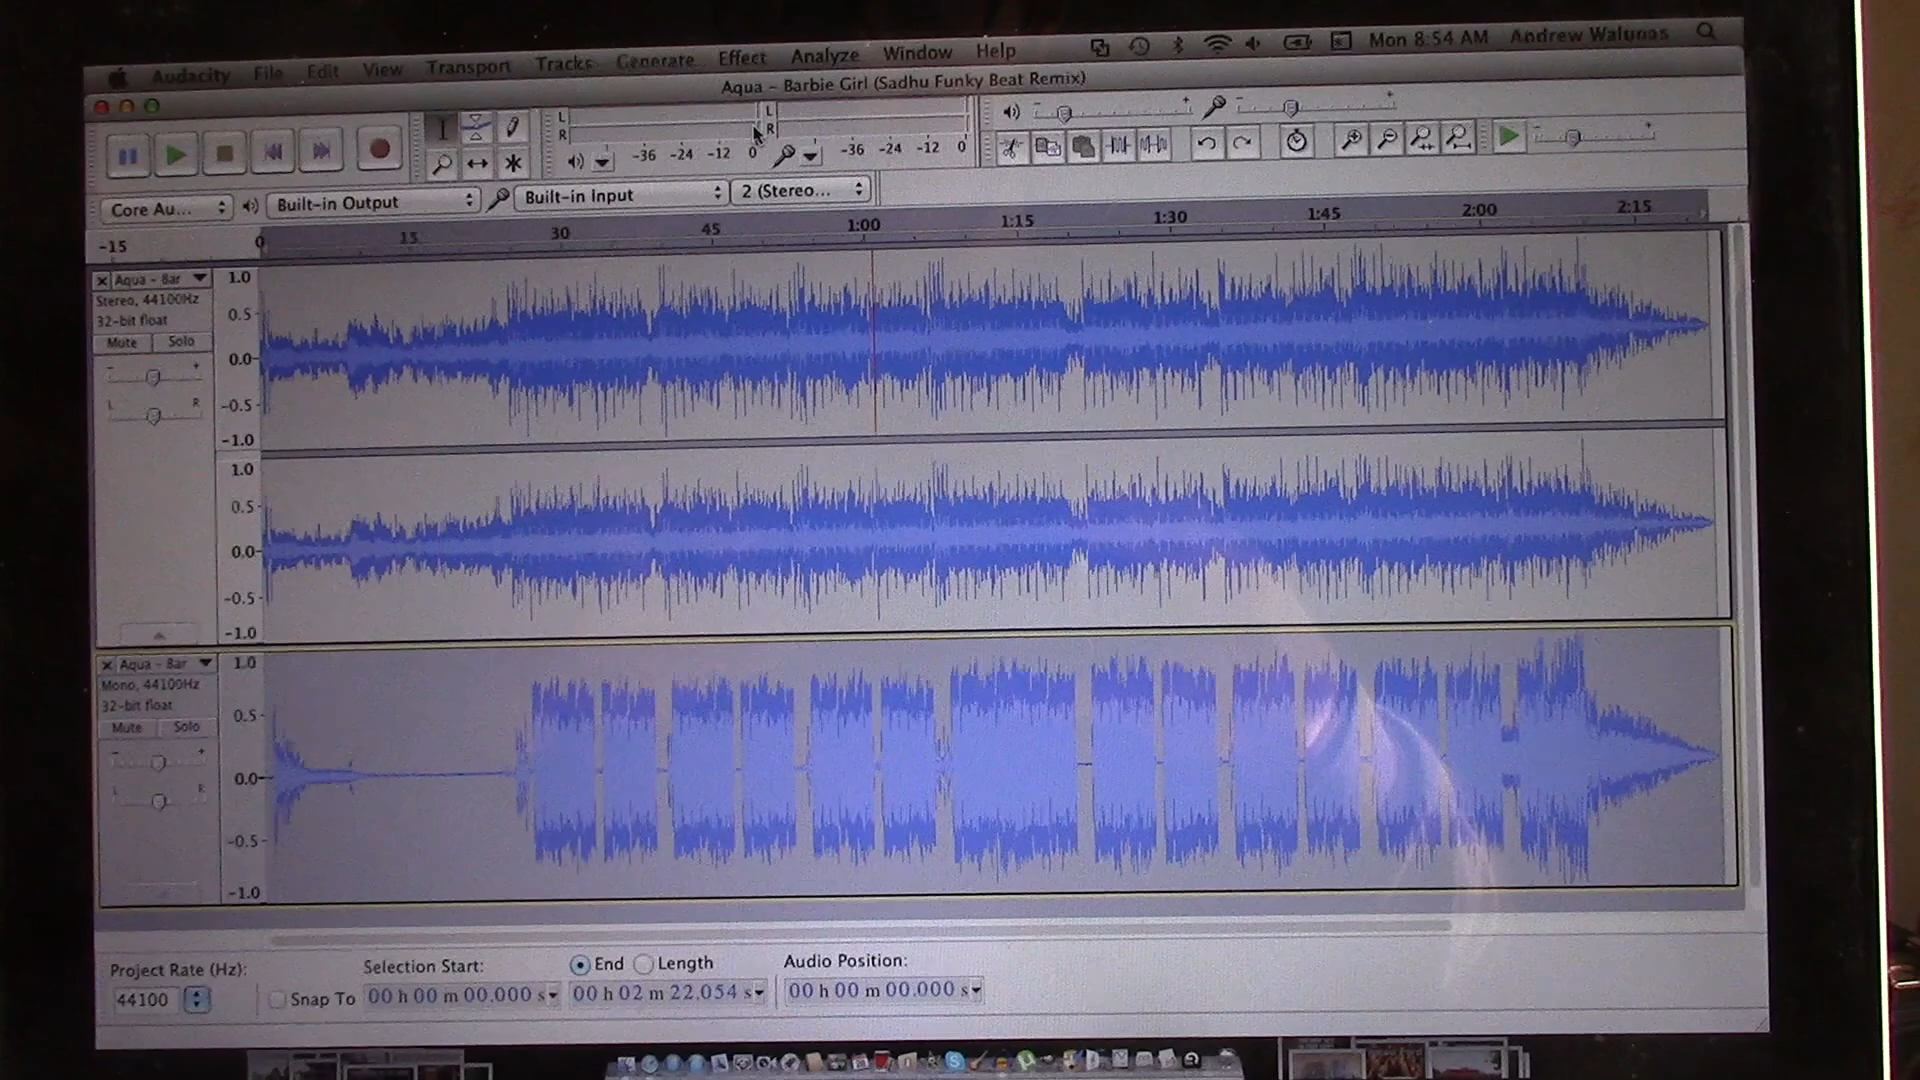 Audacity File Edit View Transport Tracks Generate Effect Analyze Window Help Mon 8:54 AM Andrew Walunas
Aqua – Barbie Girl (Sadhu Funky Beat Remix)
L L
R R
-36 -24 -12 0 -36 -24 -12 0
Core Au... Built-in Output Built-in Input 2 (Stereo...
-15 0 15 30 45 1:00 1:15 1:30 1:45 2:00 2:15
Aqua – Bar
Stereo, 44100Hz
32-bit float
Mute Solo
- +
L R
1.0
0.5
0.0
-0.5
-1.0
1.0
0.5
0.0
-0.5
-1.0
Aqua – Bar
Mono, 44100Hz
32-bit float
Mute Solo
- +
L R
1.0
0.5
0.0
-0.5
-1.0
Project Rate (Hz): Selection Start: End Length Audio Position:
44100 Snap To 00 h 00 m 00.000 s 00 h 02 m 22.054 s 00 h 00 m 00.000 s